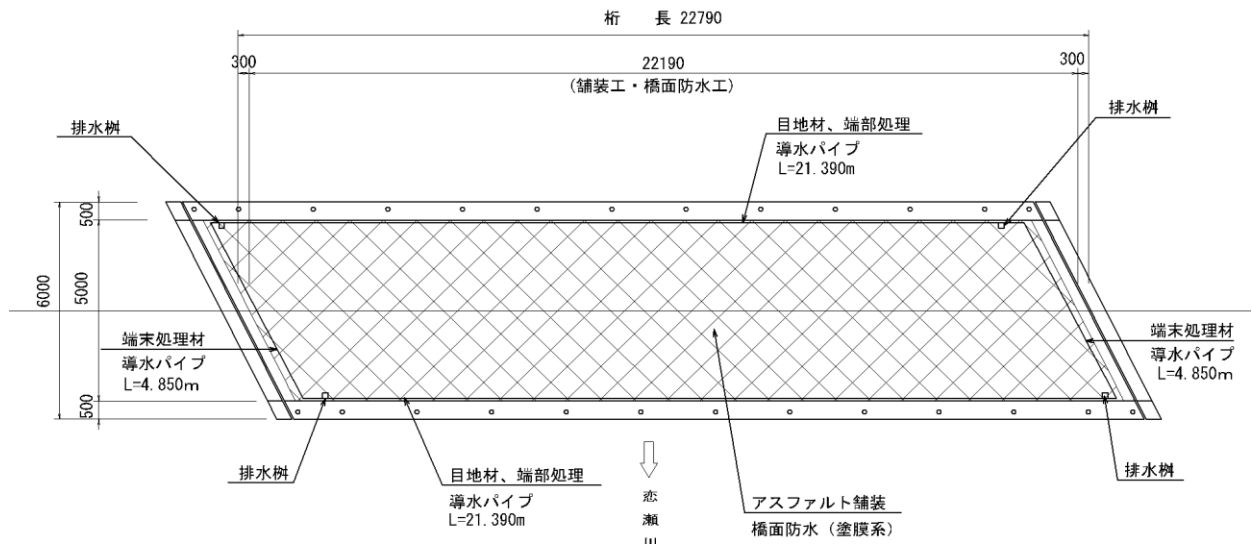 桁 長 22790
300
22190
300
(舗装工・橋面防水工)
排水桝
目地材、端部処理
導水パイプ
L=21.390m
排水桝
500
5000
6000
500
端末処理材
導水パイプ
L=4.850m
端末処理材
導水パイプ
L=4.850m
排水桝
目地材、端部処理
導水パイプ
L=21.390m
恋瀬川
アスファルト舗装
橋面防水(塗膜系)
排水桝